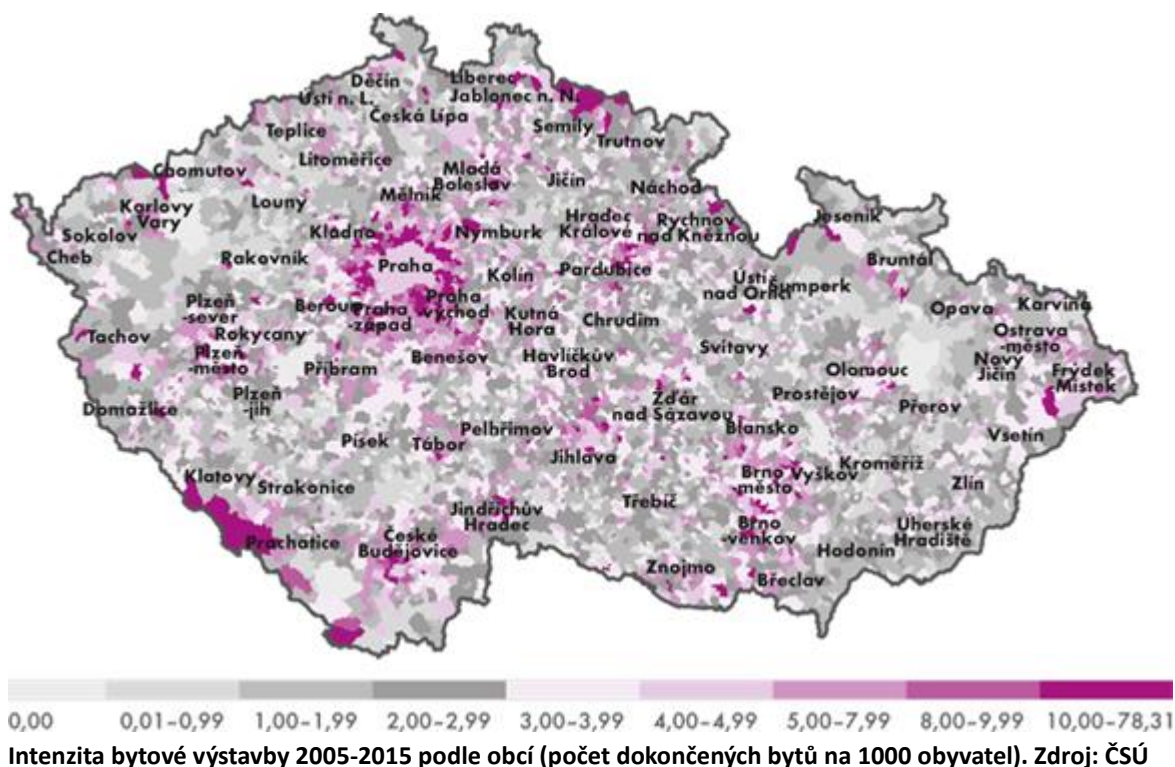 Děčín
Liberec
Ústí n. L.
Jablonec n. N.
Česká Lípa
Teplice
Semily
Trutnov
Litoměřice
Chomutov
Mladá
Boleslav
Jičín
Náchod
Mělník
Karlovy
Vary
Louny
Hradec
Králové
Rychnov
nad Kněžnou
Jeseník
Sokolov
Kladno
Nymburk
Cheb
Rakovník
Praha
Kolín
Pardubice
Bruntál
Ústí
nad Orlicí
Šumperk
Plzeň
-sever
Beroun
Praha
-západ
Praha
-východ
Kutná
Hora
Chrudim
Opava
Karviná
Tachov
Rokycany
Ostrava
-město
Plzeň
-město
Příbram
Benešov
Havlíčkův
Brod
Svitavy
Olomouc
Nový
Jičín
Frýdek
Místek
Domažlice
Plzeň
-jih
Žďár
nad Sázavou
Prostějov
Přerov
Písek
Tábor
Pelbřimov
Blansko
Vsetín
Jihlava
Klatovy
Strakonice
Brno
-město
Vyškov
Kroměříž
Zlín
Třebíč
Jindřichův
Hradec
Prachatice
České
Budějovice
Brno
-venkov
Uherské
Hradiště
Hodonín
Znojmo
Břeclav
0,00 0,01–0,99 1,00–1,99 2,00–2,99 3,00–3,99 4,00–4,99 5,00–7,99 8,00–9,99 10,00–78,31
Intenzita bytové výstavby 2005-2015 podle obcí (počet dokončených bytů na 1000 obyvatel). Zdroj: ČSÚ